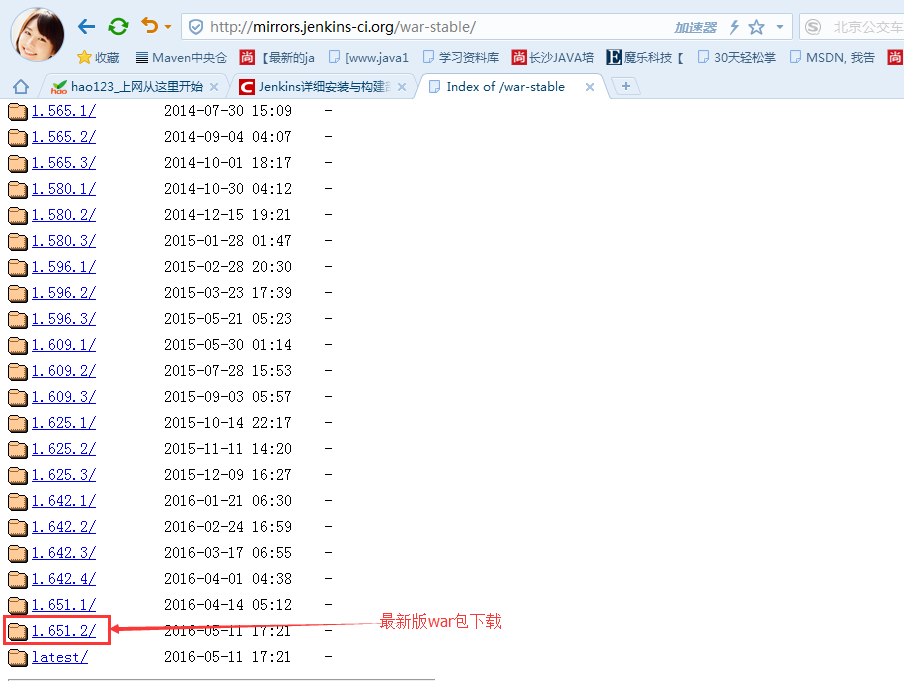 http://mirrors.jenkins-ci.org/war-stable/ 加速器 北京公交车
收藏 Maven中央仓 尚 【最新的ja [www.java1 学习资料库 尚 长沙JAVA培 E 魔乐科技【 30天轻松掌 MSDN, 我告 尚
hao123_上网从这里开始 Jenkins详细安装与构建部 Index of /war-stable
1.565.1/ 2014-07-30 15:09 -
1.565.2/ 2014-09-04 04:07 -
1.565.3/ 2014-10-01 18:17 -
1.580.1/ 2014-10-30 04:12 -
1.580.2/ 2014-12-15 19:21 -
1.580.3/ 2015-01-28 01:47 -
1.596.1/ 2015-02-28 20:30 -
1.596.2/ 2015-03-23 17:39 -
1.596.3/ 2015-05-21 05:23 -
1.609.1/ 2015-05-30 01:14 -
1.609.2/ 2015-07-28 15:53 -
1.609.3/ 2015-09-03 05:57 -
1.625.1/ 2015-10-14 22:17 -
1.625.2/ 2015-11-11 14:20 -
1.625.3/ 2015-12-09 16:27 -
1.642.1/ 2016-01-21 06:30 -
1.642.2/ 2016-02-24 16:59 -
1.642.3/ 2016-03-17 06:55 -
1.642.4/ 2016-04-01 04:38 -
1.651.1/ 2016-04-14 05:12 -
1.651.2/ 2016-05-11 17:21 - 最新版war包下载
latest/ 2016-05-11 17:21 -